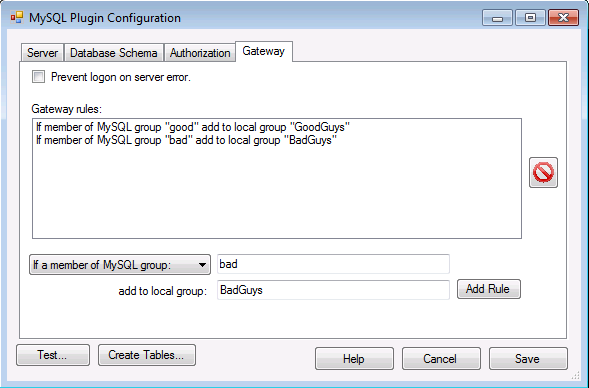 MySQL Plugin Configuration
Server Database Schema Authorization Gateway
Prevent logon on server error.
Gateway rules:
If member of MySQL group "good" add to local group "GoodGuys"
If member of MySQL group "bad" add to local group "BadGuys"
If a member of MySQL group: bad
add to local group: BadGuys Add Rule
Test... Create Tables... Help Cancel Save